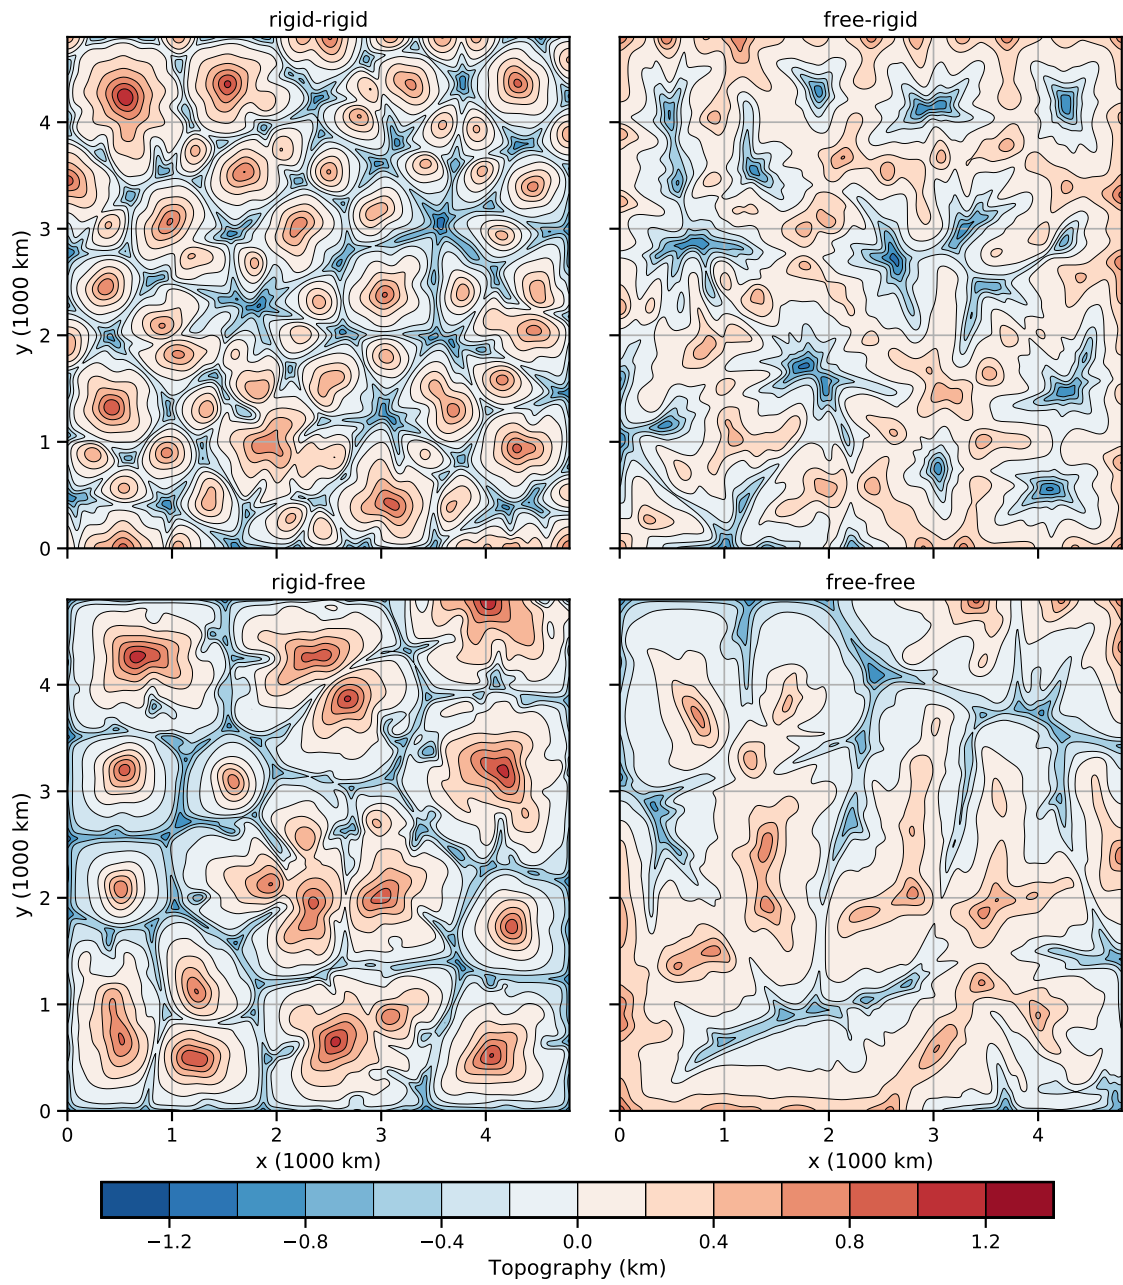 rigid-rigid
free-rigid
y (1000 km)
4
3
2
1
0
rigid-free
free-free
y (1000 km)
4
3
2
1
0
0 1 2 3 4
0 1 2 3 4
x (1000 km)
x (1000 km)
−1.2 −0.8 −0.4 0.0 0.4 0.8 1.2
Topography (km)